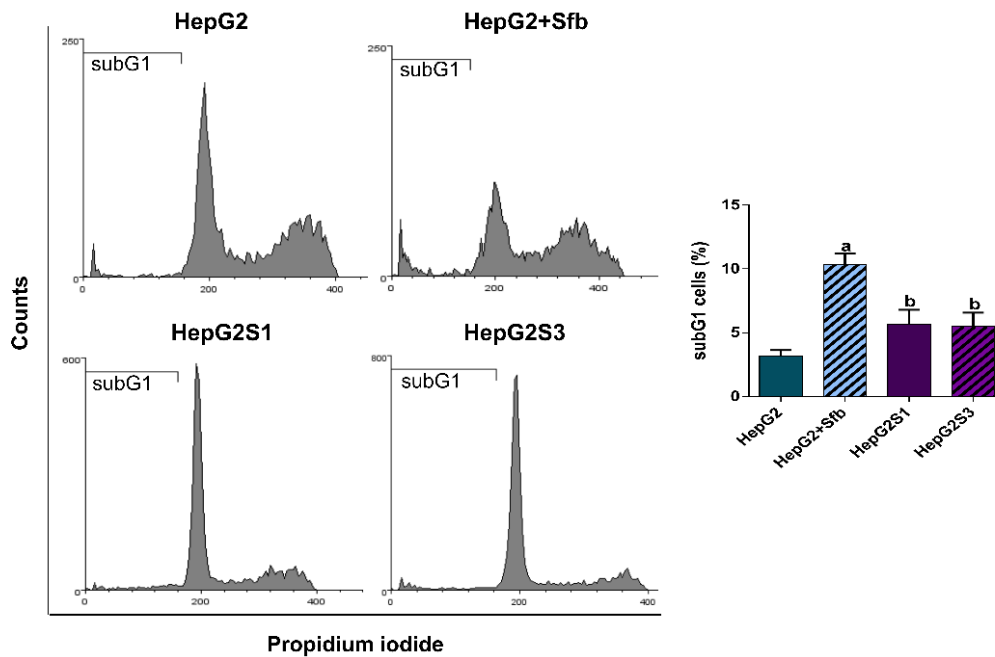 HepG2
HepG2+Sfb
250
subG1
0
0
200
400
250
subG1
0
0
200
400
HepG2S1
HepG2S3
600
subG1
0
0
200
400
800
subG1
0
0
200
400
Counts
Propidium iodide
15
10
5
0
subG1 cells (%)
a
b
b
HepG2
HepG2+Sfb
HepG2S1
HepG2S3